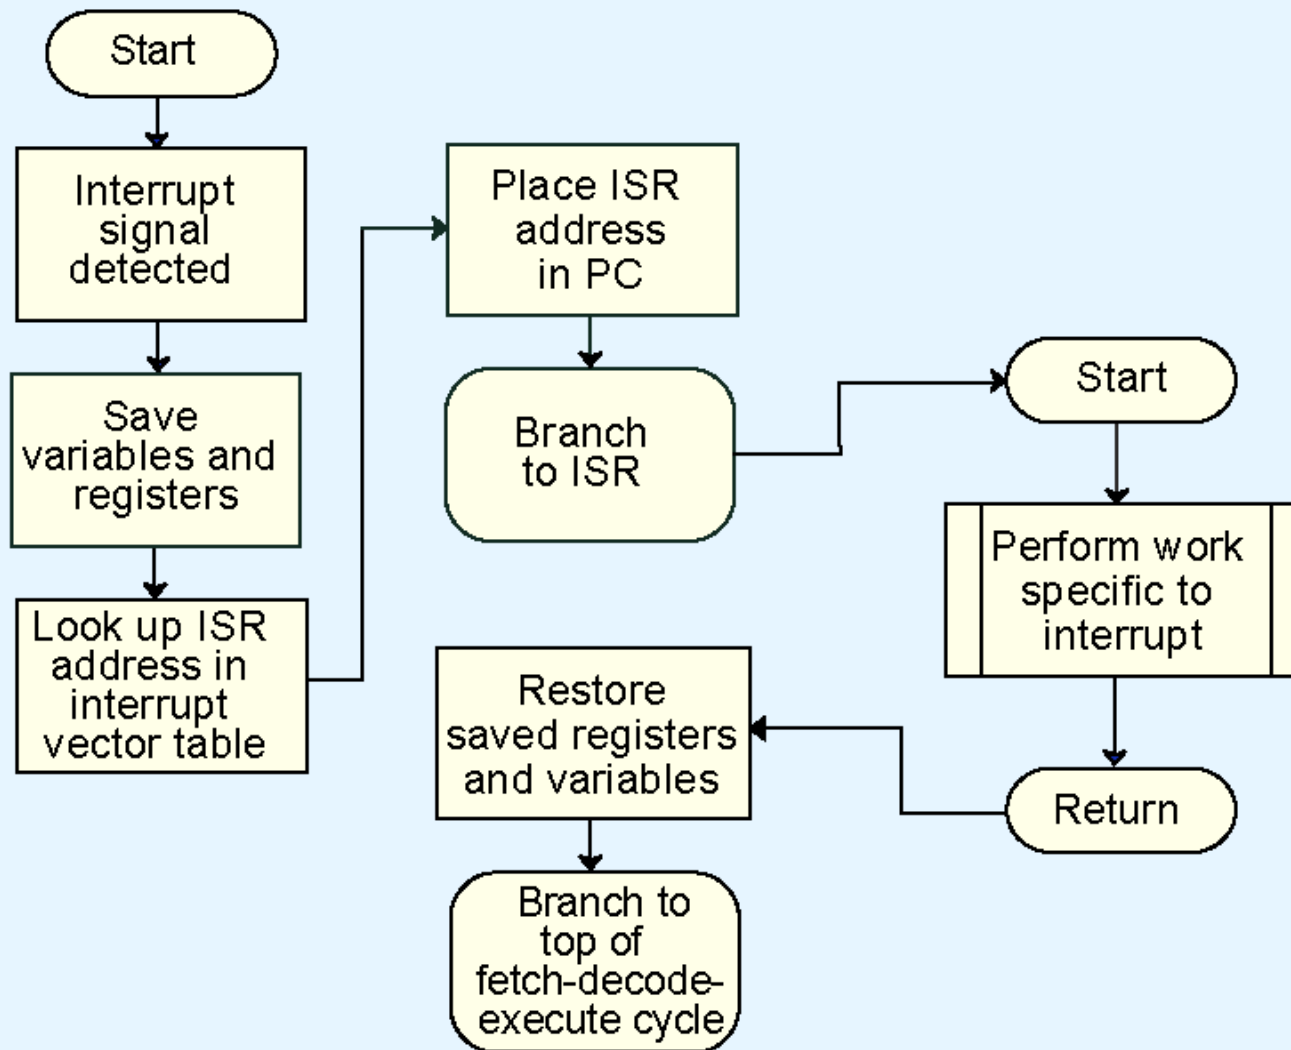 Start
Interrupt
signal
detected
Save
variables and
registers
Look up ISR
address in
interrupt
vector table
Place ISR
address
in PC
Branch
to ISR
Start
Perform work
specific to
interrupt
Return
Restore
saved registers
and variables
Branch to
top of
fetch-decode-
execute cycle